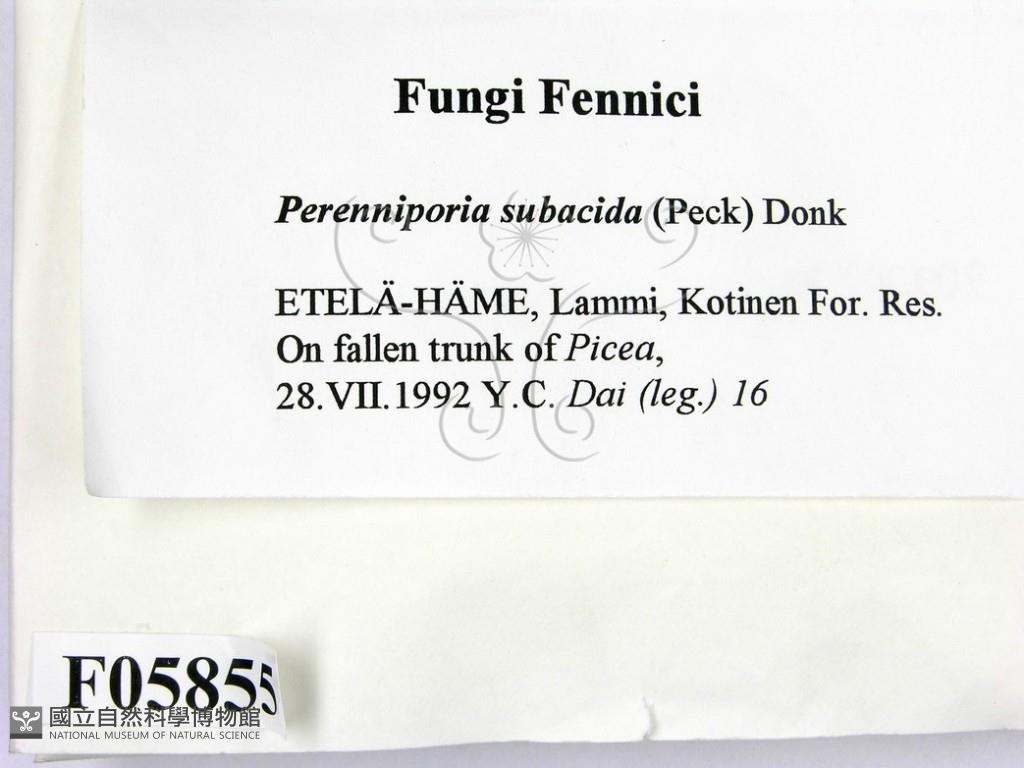 Fungi Fennici
Perenniporia subacida (Peck) Donk
ETELÄ-HÄME, Lammi, Kotinen For. Res.
On fallen trunk of Picea,
28.VII.1992 Y.C. Dai (leg.) 16
F05855
國立自然科學博物館
NATIONAL MUSEUM OF NATURAL SCIENCE